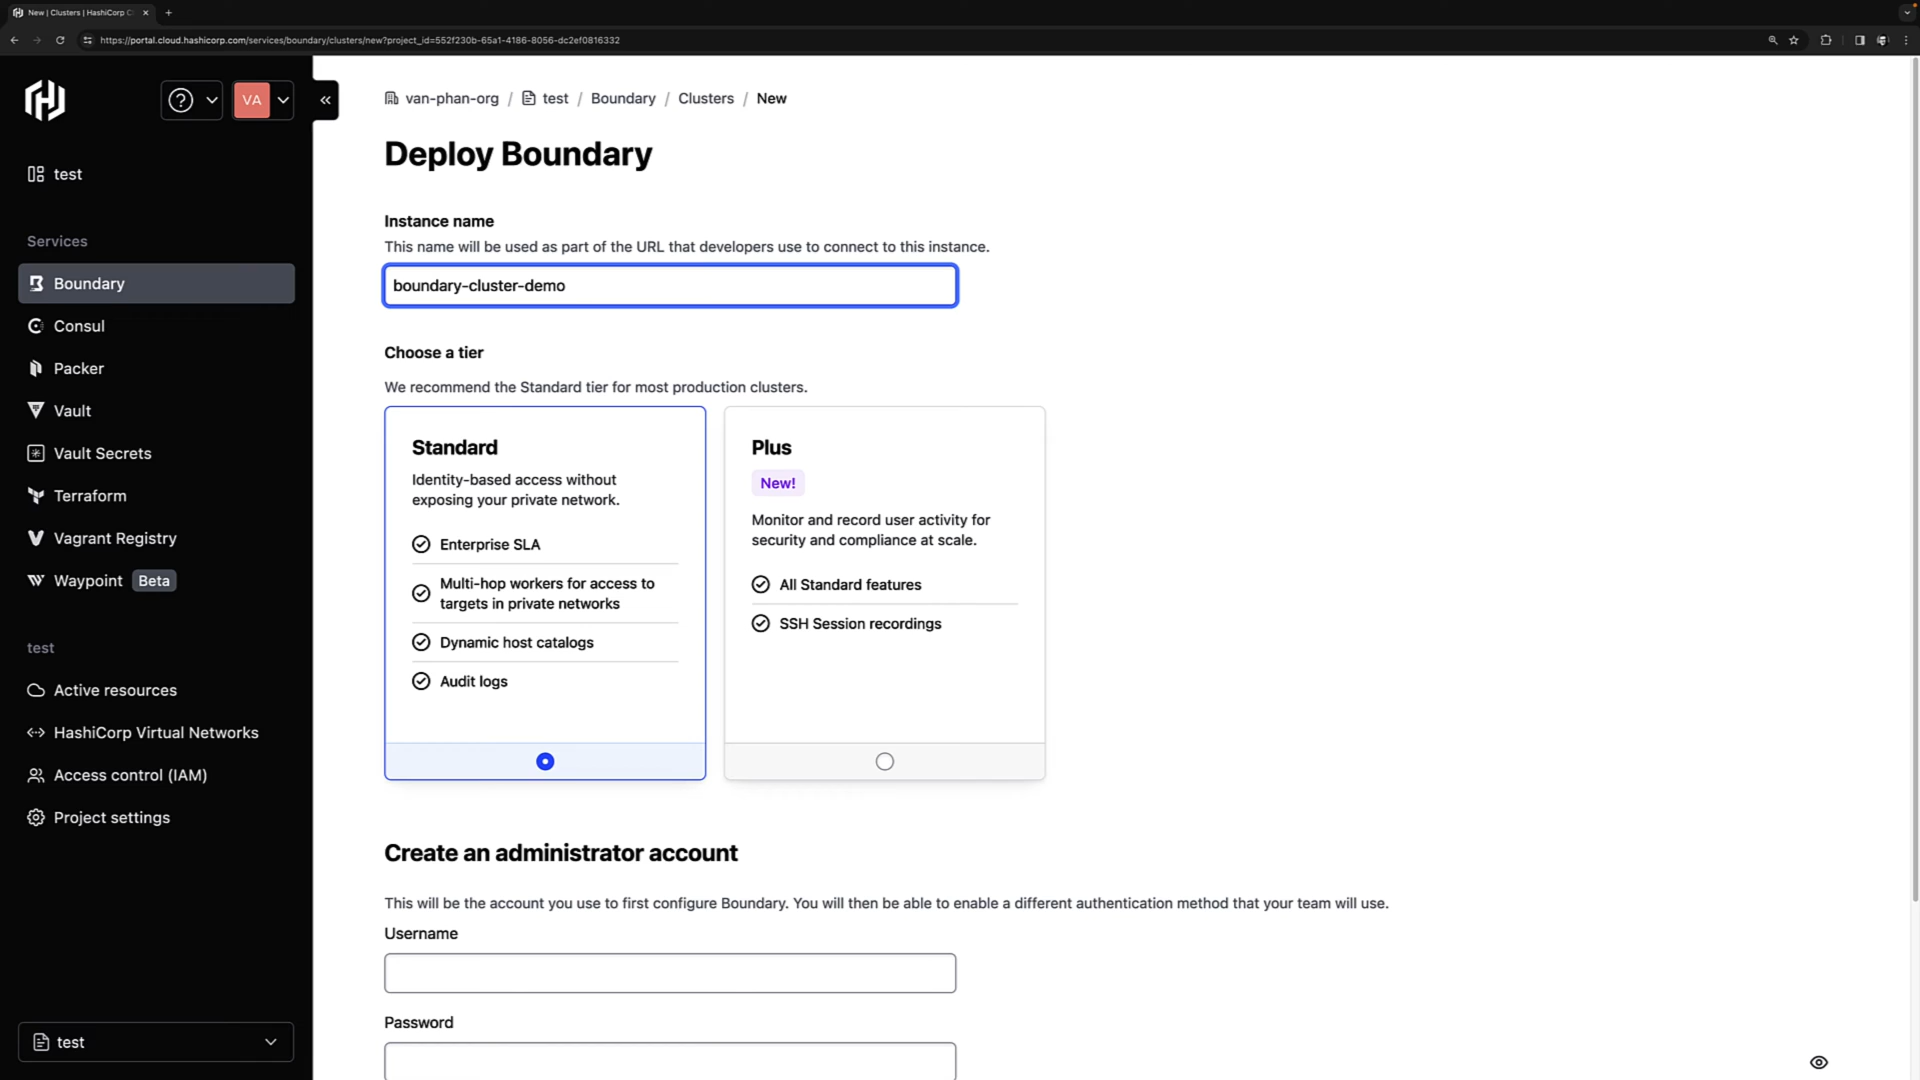 New | Clusters | HashiCorp C
https://portal.cloud.hashicorp.com/services/boundary/clusters/new?project_id=552f230b-65a1-4186-8056-dc2ef0816332
VA
test
Services
Boundary
Consul
Packer
Vault
Vault Secrets
Terraform
Vagrant Registry
Waypoint Beta
test
Active resources
HashiCorp Virtual Networks
Access control (IAM)
Project settings
test
van-phan-org / test / Boundary / Clusters / New
Deploy Boundary
Instance name
This name will be used as part of the URL that developers use to connect to this instance.
boundary-cluster-demo
Choose a tier
We recommend the Standard tier for most production clusters.
Standard
Identity-based access without
exposing your private network.
Enterprise SLA
Multi-hop workers for access to
targets in private networks
Dynamic host catalogs
Audit logs
Plus
New!
Monitor and record user activity for
security and compliance at scale.
All Standard features
SSH Session recordings
Create an administrator account
This will be the account you use to first configure Boundary. You will then be able to enable a different authentication method that your team will use.
Username
Password